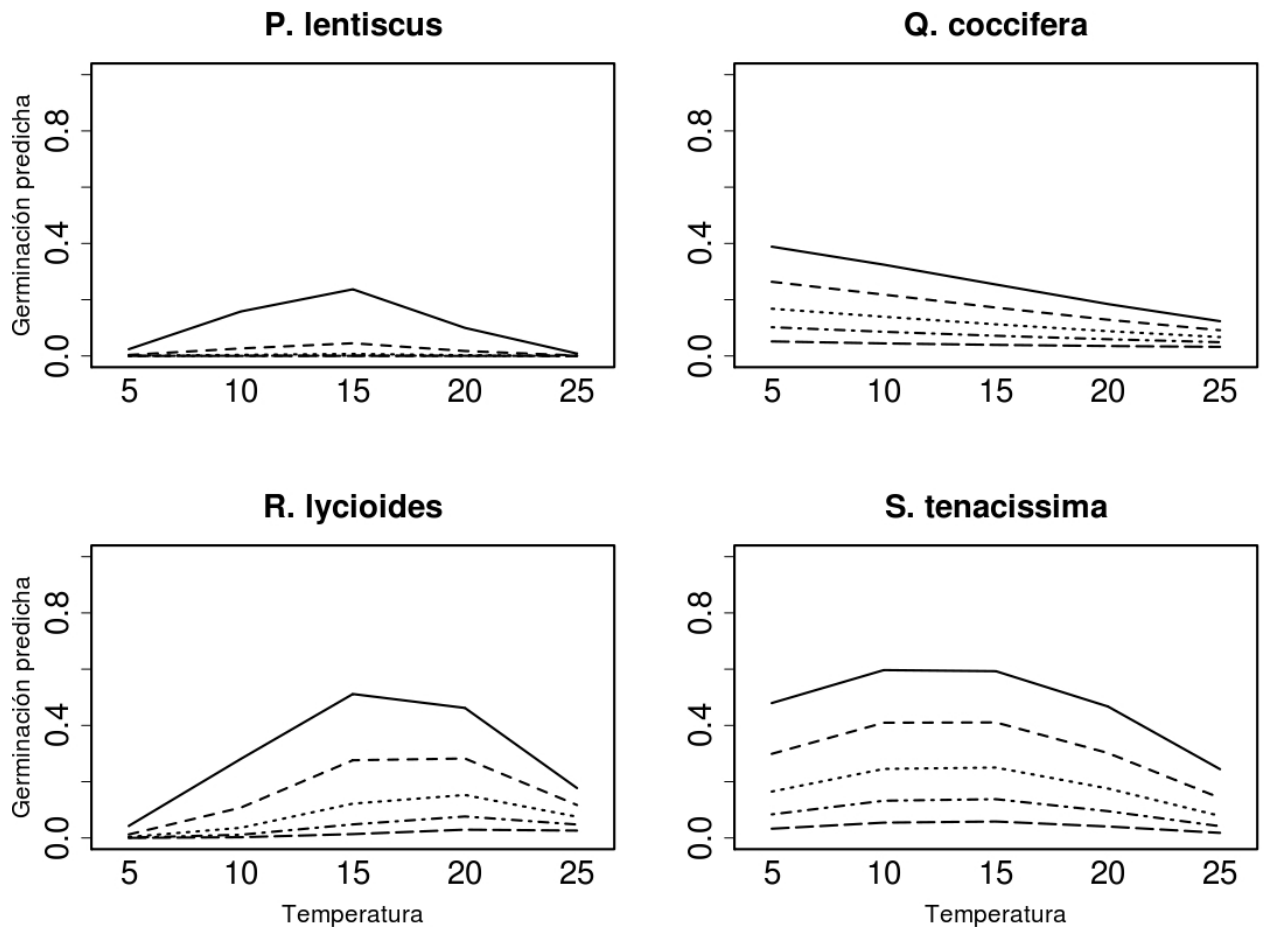 P. lentiscus
Q. coccifera
Germinación predicha
0.8
0.4
0.0
5 10 15 20 25
0.8
0.4
0.0
5 10 15 20 25
R. lycioides
S. tenacissima
Germinación predicha
0.8
0.4
0.0
5 10 15 20 25
Temperatura
0.8
0.4
0.0
5 10 15 20 25
Temperatura